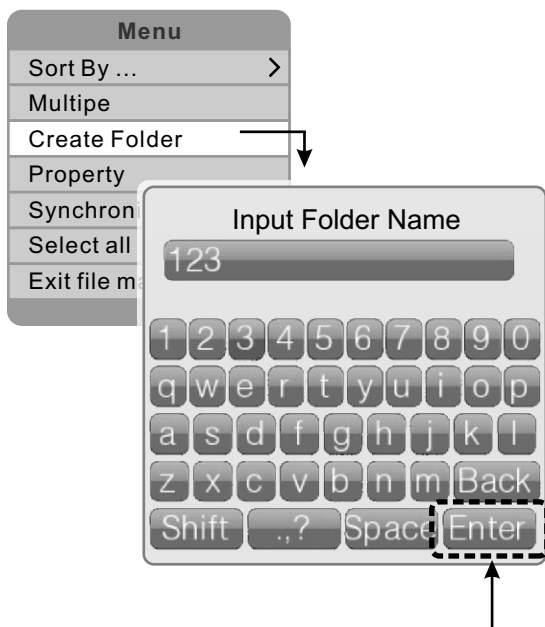 Menu
Sort By ...
Multipe
Create Folder
Property
Synchroni
Select all
Exit file ma
Input Folder Name
123
1 2 3 4 5 6 7 8 9 0
q w e r t y u i o p
a s d f g h j k l
z x c v b n m Back
Shift .,? Space Enter